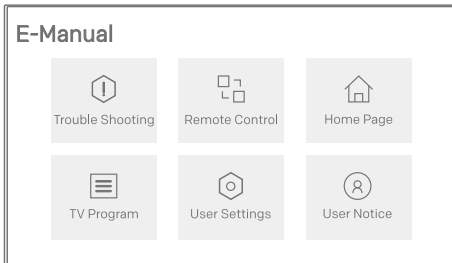 E-Manual
Trouble Shooting
Remote Control
Home Page
TV Program
User Settings
User Notice